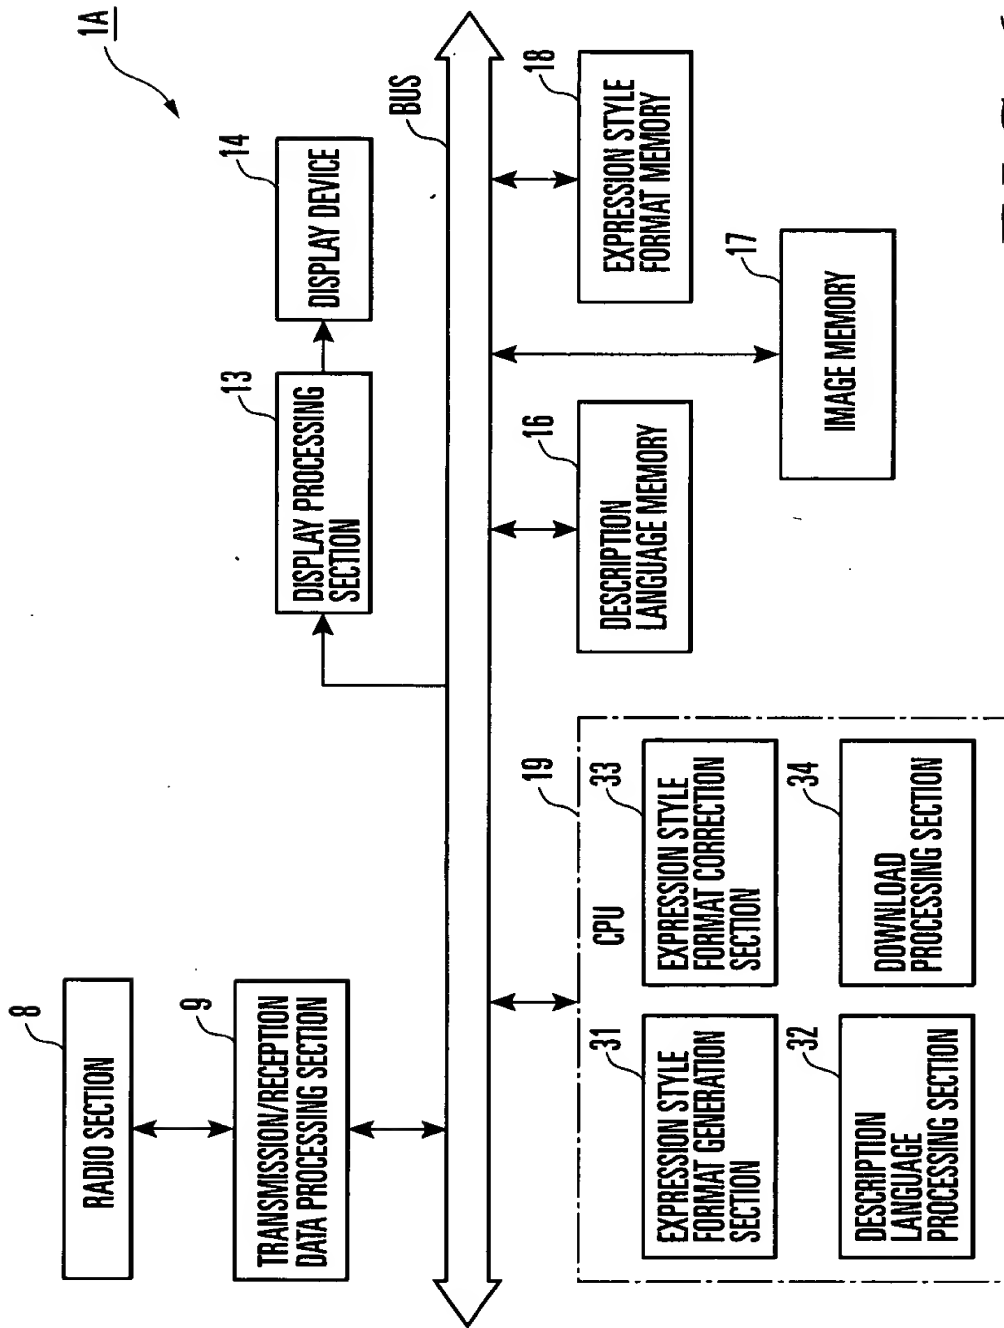 1A
8
RADIO SECTION
9
TRANSMISSION/RECEPTION
DATA PROCESSING SECTION
13
DISPLAY PROCESSING
SECTION
14
DISPLAY DEVICE
BUS
19
CPU
31
EXPRESSION STYLE
FORMAT GENERATION
SECTION
33
EXPRESSION STYLE
FORMAT CORRECTION
SECTION
32
DESCRIPTION
LANGUAGE
PROCESSING SECTION
34
DOWNLOAD
PROCESSING SECTION
16
DESCRIPTION
LANGUAGE MEMORY
18
EXPRESSION STYLE
FORMAT MEMORY
17
IMAGE MEMORY